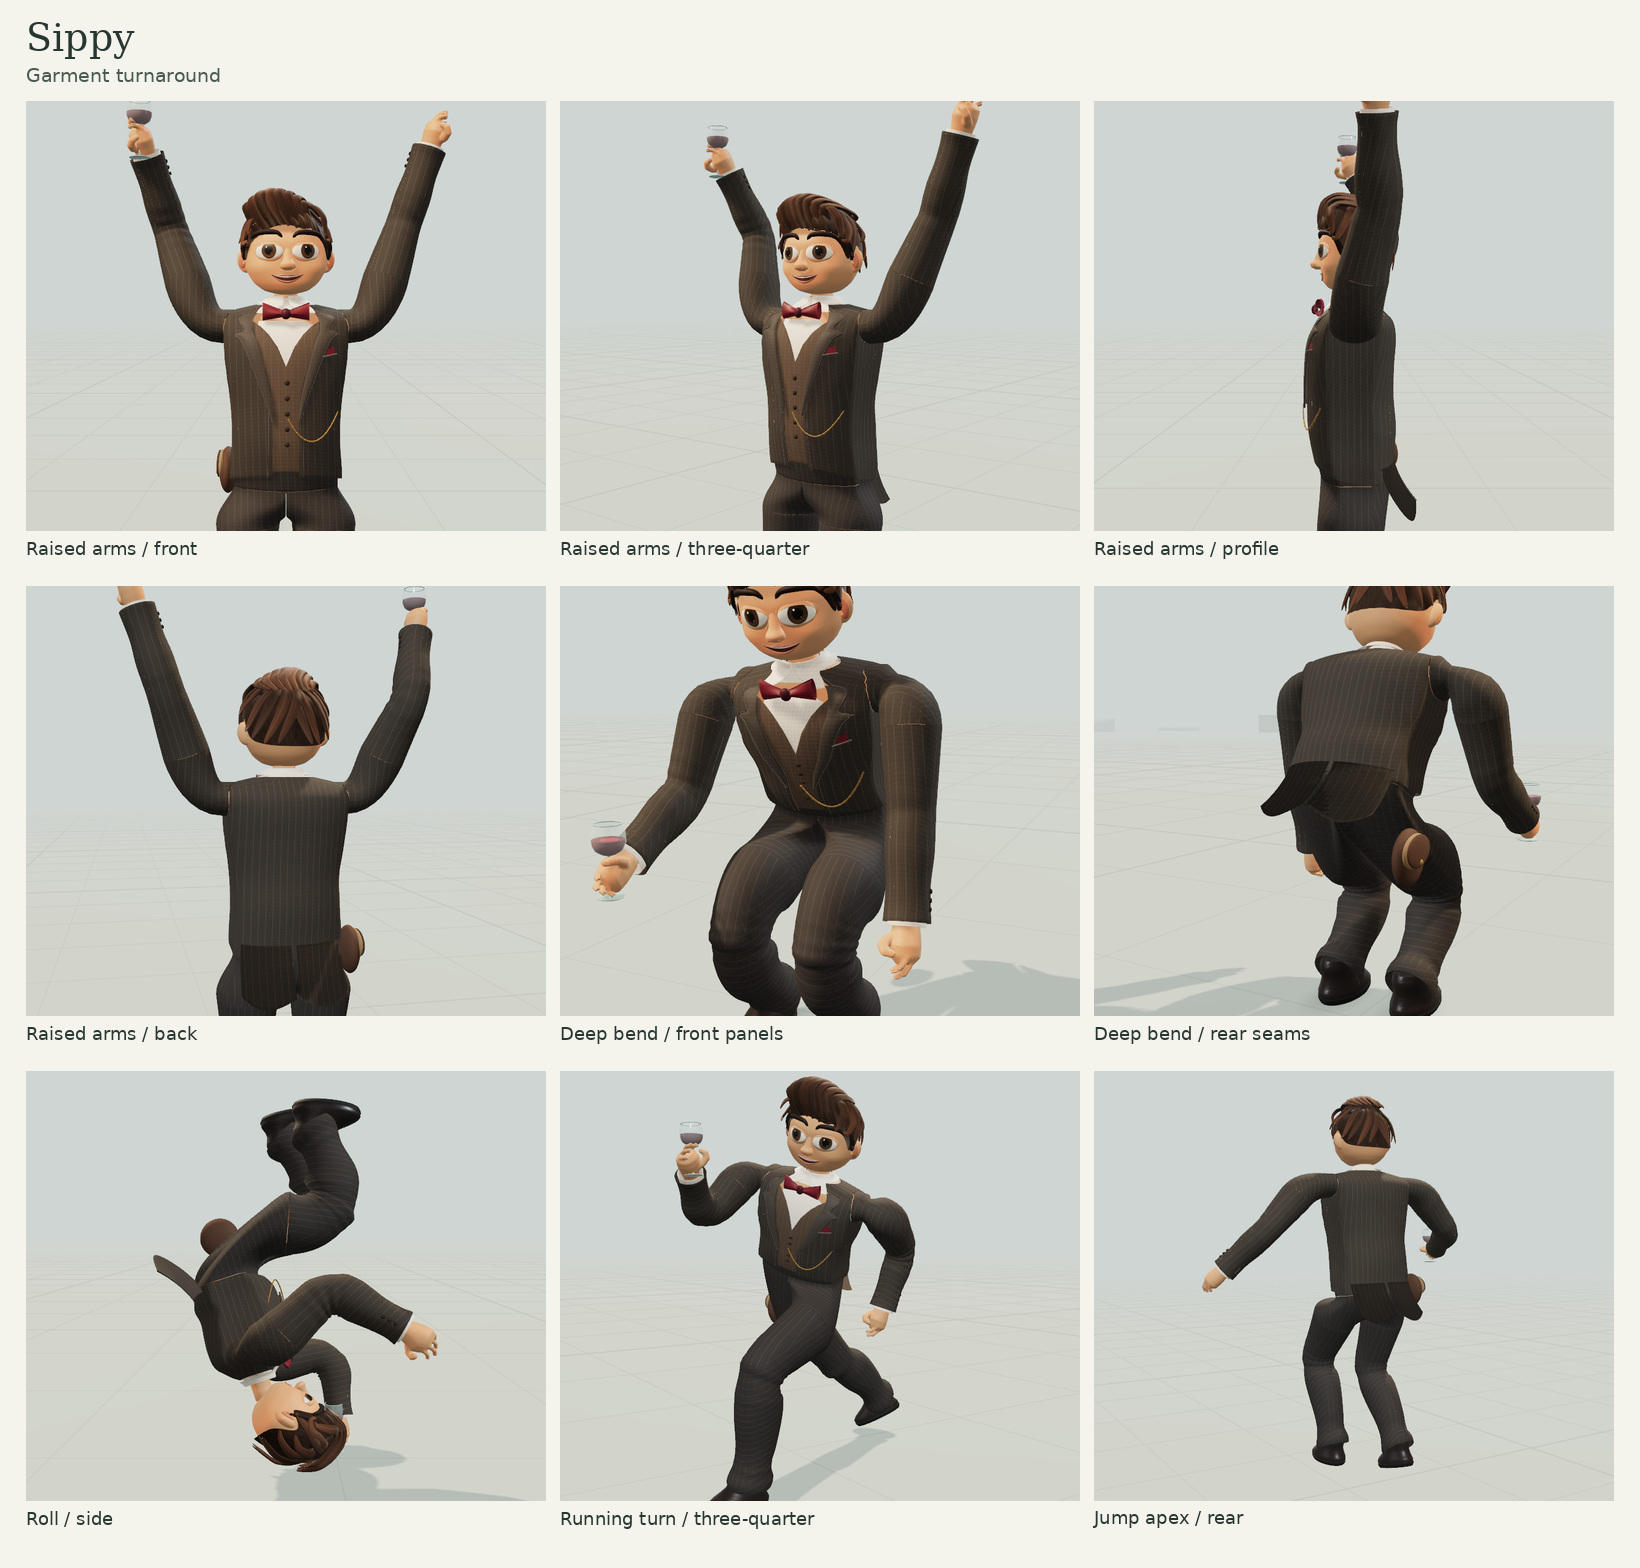 Sippy
Garment turnaround
Raised arms / front
Raised arms / three-quarter
Raised arms / profile
Raised arms / back
Deep bend / front panels
Deep bend / rear seams
Roll / side
Running turn / three-quarter
Jump apex / rear